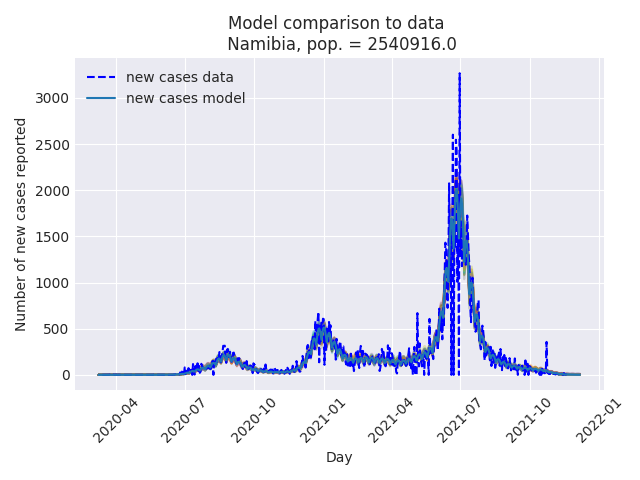 Model comparison to data
Namibia, pop. = 2540916.0
new cases data
new cases model
Number of new cases reported
3000
2500
2000
1500
1000
500
0
2020-04
2020-07
2020-10
2021-01
2021-04
2021-07
2021-10
2022-01
Day